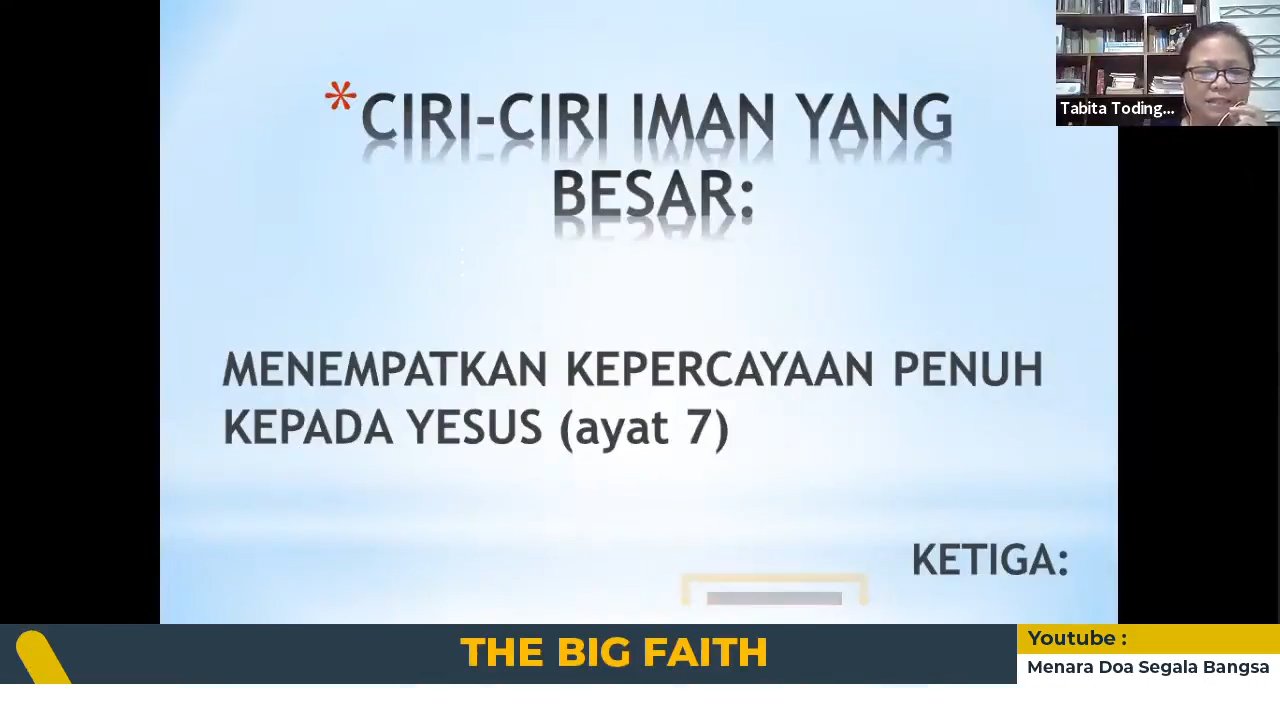 *CIRI-CIRI IMAN YANG
BESAR:
MENEMPATKAN KEPERCAYAAN PENUH
KEPADA YESUS (ayat 7)
KETIGA:
Tabita Toding...
THE BIG FAITH
Youtube :
Menara Doa Segala Bangsa